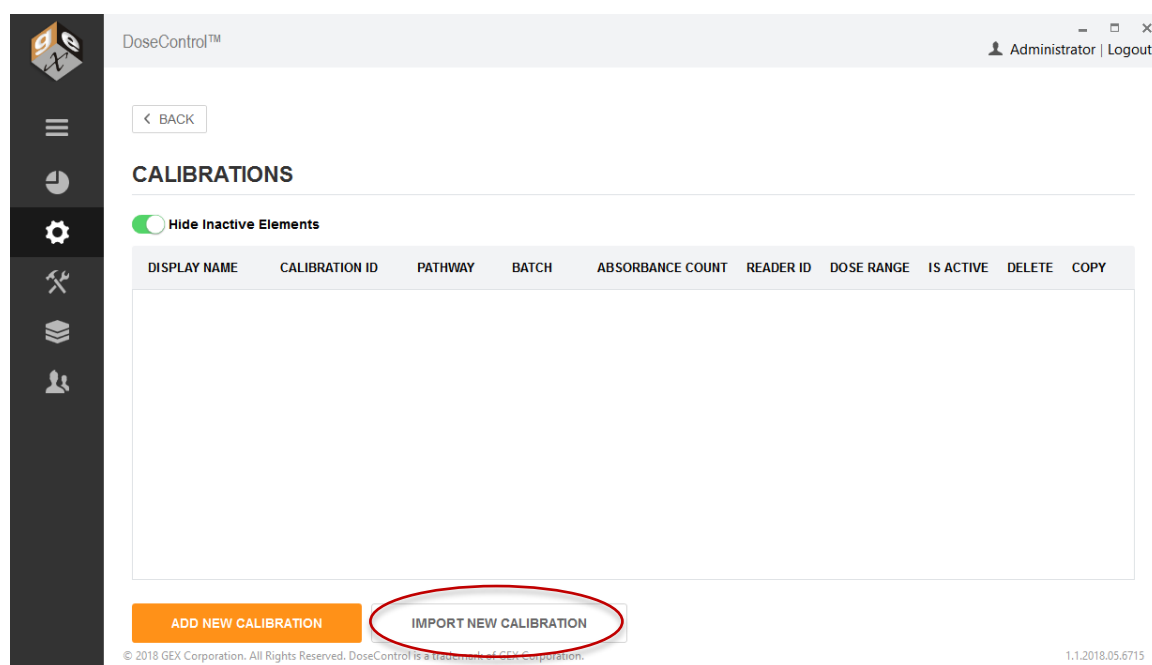 gex
DoseControl™
Administrator | Logout
BACK
CALIBRATIONS
Hide Inactive Elements
DISPLAY NAME CALIBRATION ID PATHWAY BATCH ABSORBANCE COUNT READER ID DOSE RANGE IS ACTIVE DELETE COPY
ADD NEW CALIBRATION IMPORT NEW CALIBRATION
© 2018 GEX Corporation. All Rights Reserved. DoseControl is a trademark of GEX Corporation. 1.1.2018.05.6715